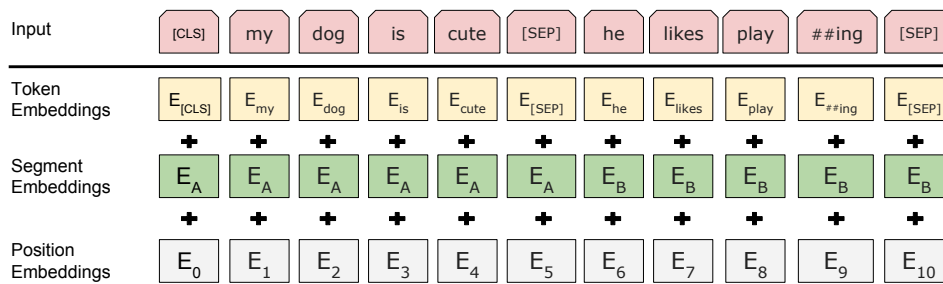 Input [CLS] my dog is cute [SEP] he likes play ##ing [SEP]
Token Embeddings E[CLS] Emy Edog Eis Ecute E[SEP] Ehe Elikes Eplay E##ing E[SEP]
+ + + + + + + + + + +
Segment Embeddings EA EA EA EA EA EA EB EB EB EB EB
+ + + + + + + + + + +
Position Embeddings E0 E1 E2 E3 E4 E5 E6 E7 E8 E9 E10